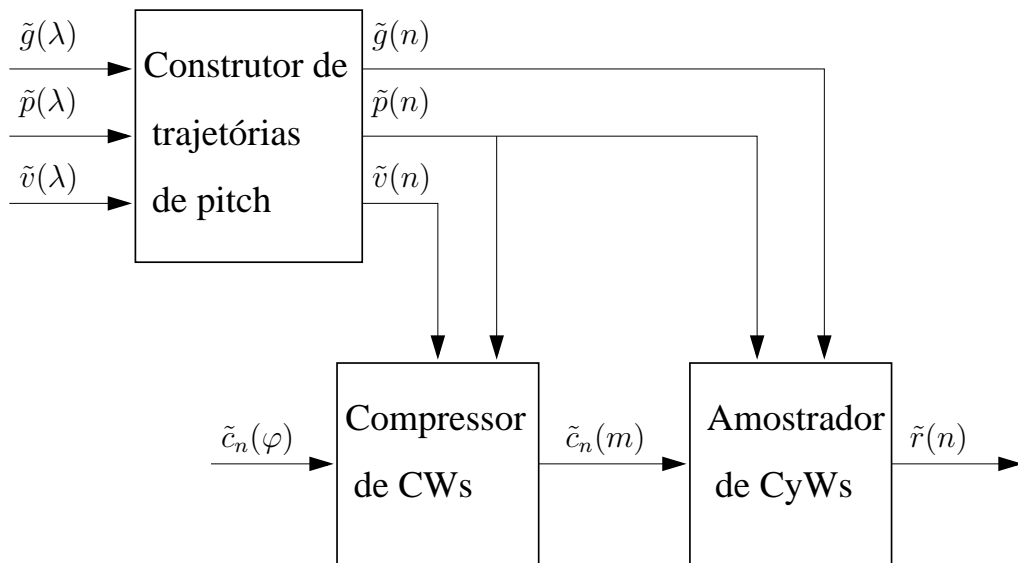 g̃(λ)
p̃(λ)
ṽ(λ)
Construtor de
trajetórias
de pitch
g̃(n)
p̃(n)
ṽ(n)
c̃ₙ(φ)
Compressor
de CWs
c̃ₙ(m)
Amostrador
de CyWs
r̃(n)